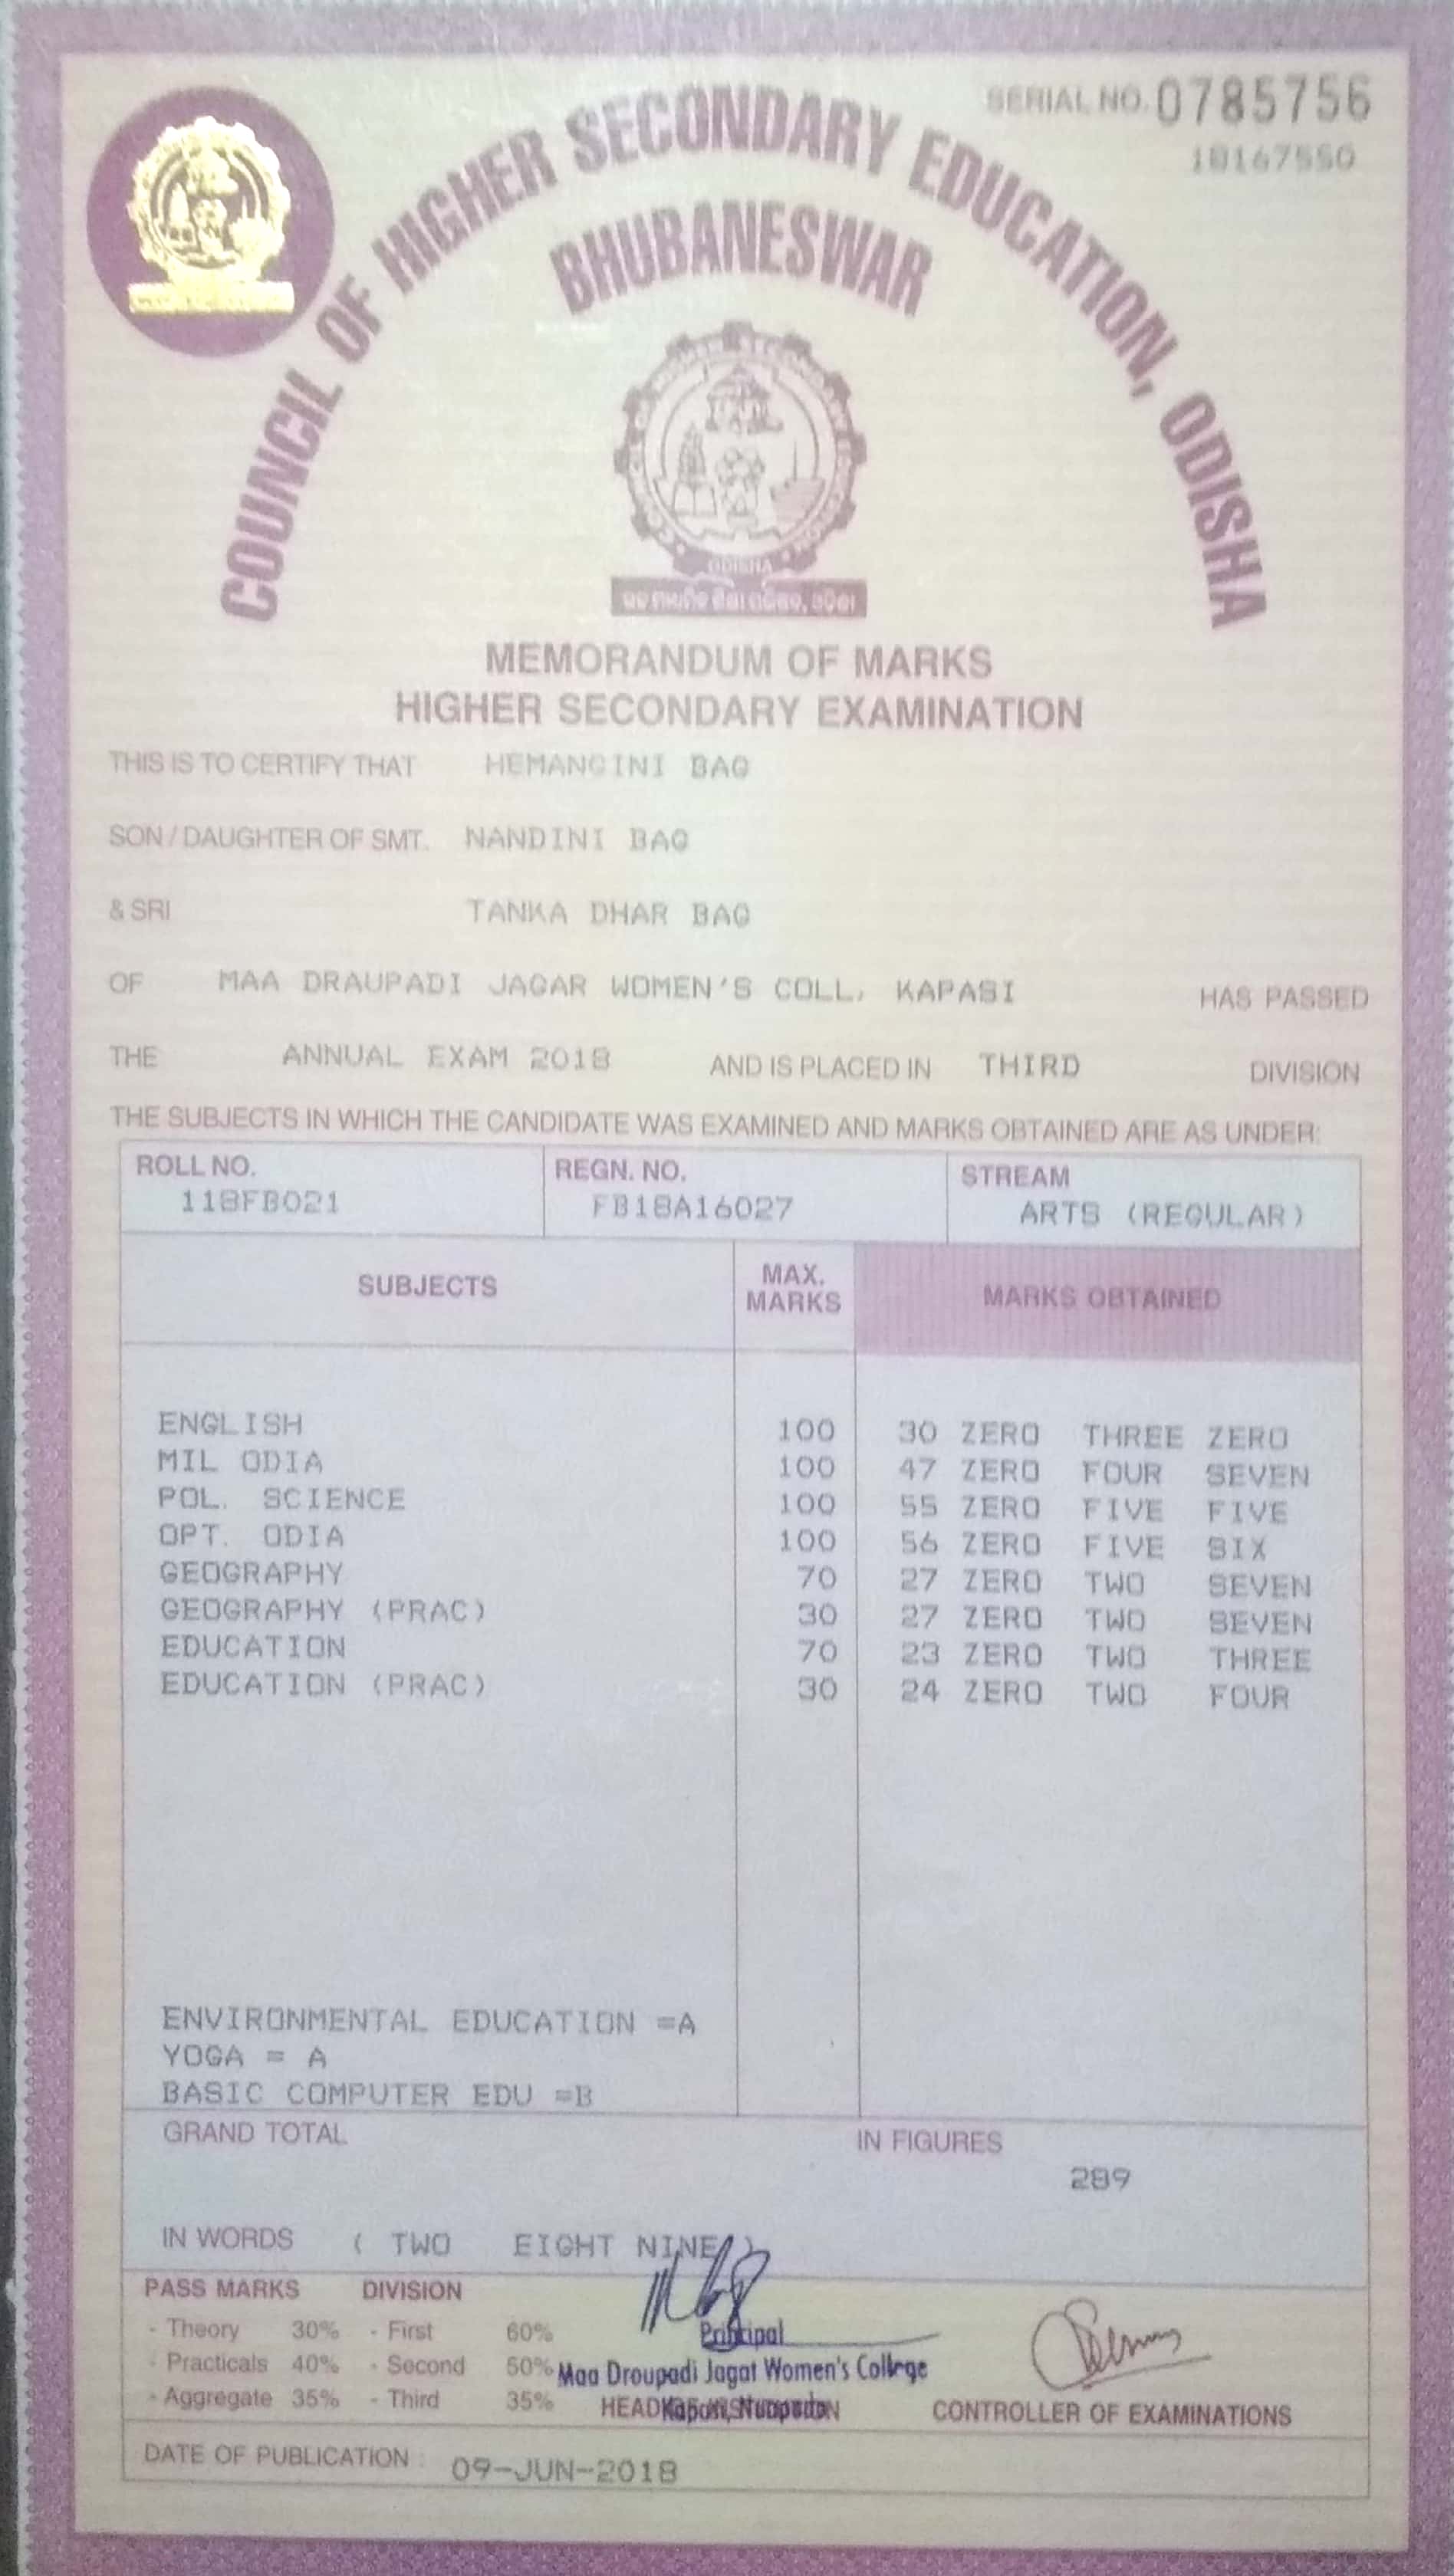 SERIAL NO. 0785756
18167550
COUNCIL OF HIGHER SECONDARY EDUCATION, ODISHA
BHUBANESWAR
ODISHA
MEMORANDUM OF MARKS
HIGHER SECONDARY EXAMINATION
THIS IS TO CERTIFY THAT HEMANGINI BAG
SON / DAUGHTER OF SMT. NANDINI BAG
& SRI TANKA DHAR BAG
OF MAA DRAUPADI JAGAR WOMEN'S COLL, KAPASI HAS PASSED
THE ANNUAL EXAM 2018 AND IS PLACED IN THIRD DIVISION
THE SUBJECTS IN WHICH THE CANDIDATE WAS EXAMINED AND MARKS OBTAINED ARE AS UNDER:
ROLL NO. REGN. NO. STREAM
118FB021 FB18A16027 ARTS (REGULAR)
SUBJECTS MAX. MARKS MARKS OBTAINED
ENGLISH 100 30 ZERO THREE ZERO
MIL ODIA 100 47 ZERO FOUR SEVEN
POL. SCIENCE 100 55 ZERO FIVE FIVE
OPT. ODIA 100 56 ZERO FIVE SIX
GEOGRAPHY 70 27 ZERO TWO SEVEN
GEOGRAPHY (PRAC) 30 27 ZERO TWO SEVEN
EDUCATION 70 23 ZERO TWO THREE
EDUCATION (PRAC) 30 24 ZERO TWO FOUR
ENVIRONMENTAL EDUCATION =A
YOGA = A
BASIC COMPUTER EDU =B
GRAND TOTAL IN FIGURES
289
IN WORDS ( TWO EIGHT NINE )
PASS MARKS DIVISION
- Theory 30% - First 60%
Principal
- Practicals 40% - Second 50%
Maa Droupadi Jagat Women's College
- Aggregate 35% - Third 35%
HEAD OF INSTITUTION
Kapasi, Nuapada
CONTROLLER OF EXAMINATIONS
DATE OF PUBLICATION : 09-JUN-2018